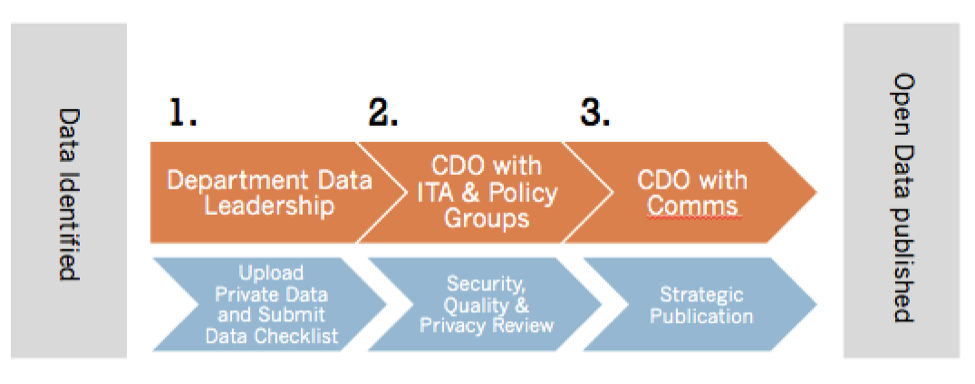 Data Identified
1.
Department Data
Leadership
Upload
Private Data
and Submit
Data Checklist
2.
CDO with
ITA & Policy
Groups
Security,
Quality &
Privacy Review
3.
CDO with
Comms
Strategic
Publication
Open Data published